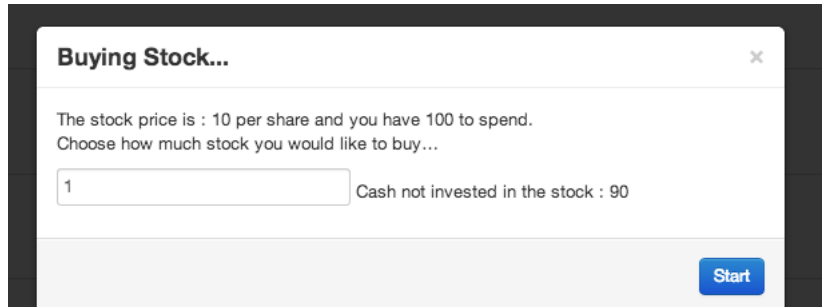 Buying Stock...
×
The stock price is : 10 per share and you have 100 to spend.
Choose how much stock you would like to buy…
1 Cash not invested in the stock : 90
Start